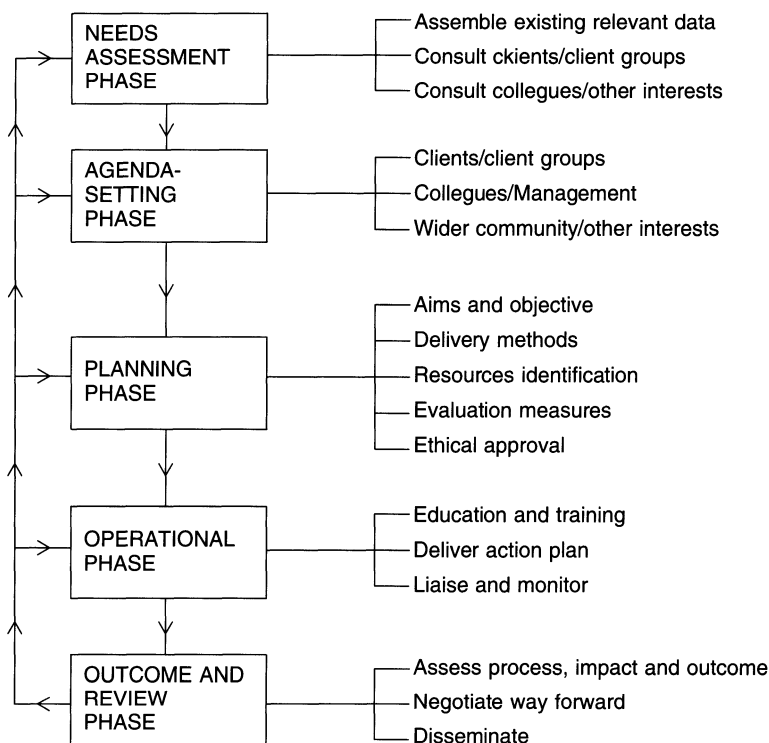 NEEDS
ASSESSMENT
PHASE
Assemble existing relevant data
Consult ckients/client groups
Consult collegues/other interests
AGENDA-
SETTING
PHASE
Clients/client groups
Collegues/Management
Wider community/other interests
PLANNING
PHASE
Aims and objective
Delivery methods
Resources identification
Evaluation measures
Ethical approval
OPERATIONAL
PHASE
Education and training
Deliver action plan
Liaise and monitor
OUTCOME AND
REVIEW
PHASE
Assess process, impact and outcome
Negotiate way forward
Disseminate